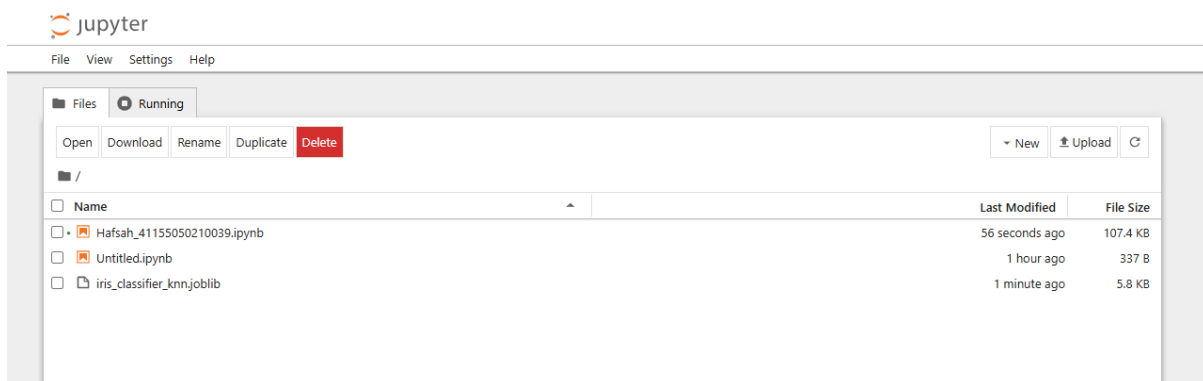 jupyter
File View Settings Help
Files Running
Open Download Rename Duplicate Delete New Upload
/
Name Last Modified File Size
Hafsah_41155050210039.ipynb 56 seconds ago 107.4 KB
Untitled.ipynb 1 hour ago 337 B
iris_classifier_knn.joblib 1 minute ago 5.8 KB